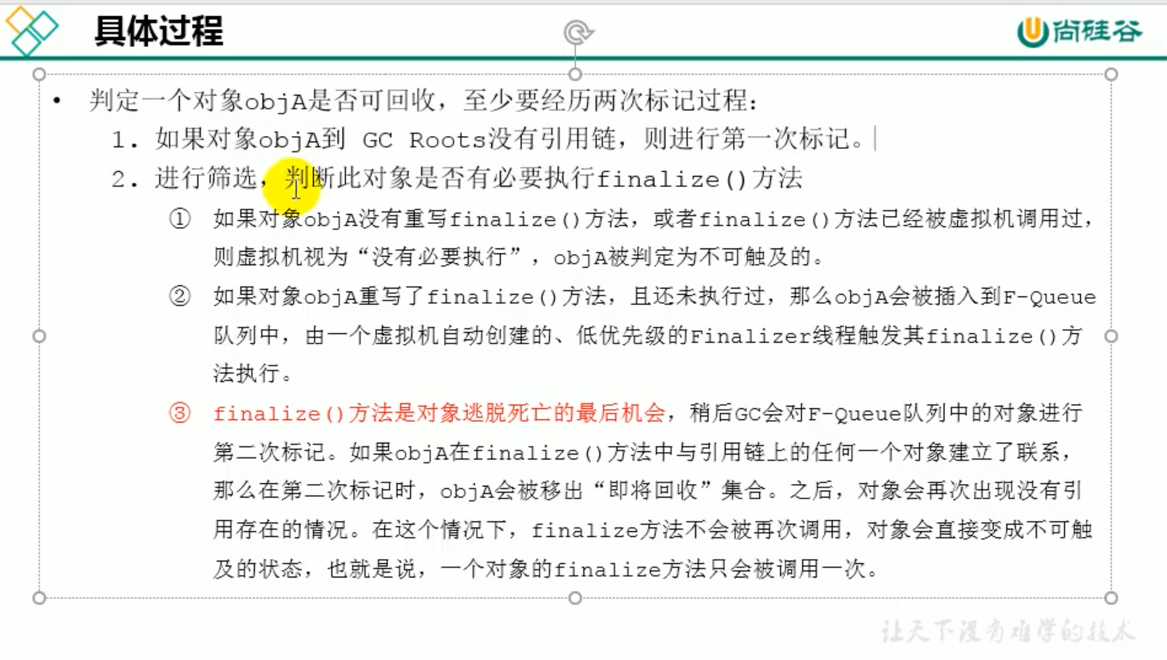 具体过程
尚硅谷
• 判定一个对象objA是否可回收，至少要经历两次标记过程：
1. 如果对象objA到 GC Roots没有引用链，则进行第一次标记。
2. 进行筛选，判断此对象是否有必要执行finalize()方法
① 如果对象objA没有重写finalize()方法，或者finalize()方法已经被虚拟机调用过，
则虚拟机视为“没有必要执行”，objA被判定为不可触及的。
② 如果对象objA重写了finalize()方法，且还未执行过，那么objA会被插入到F-Queue
队列中，由一个虚拟机自动创建的、低优先级的Finalizer线程触发其finalize()方
法执行。
③ finalize()方法是对象逃脱死亡的最后机会，稍后GC会对F-Queue队列中的对象进行
第二次标记。如果objA在finalize()方法中与引用链上的任何一个对象建立了联系，
那么在第二次标记时，objA会被移出“即将回收”集合。之后，对象会再次出现没有引
用存在的情况。在这个情况下，finalize方法不会被再次调用，对象会直接变成不可触
及的状态，也就是说，一个对象的finalize方法只会被调用一次。
让天下没有难学的技术